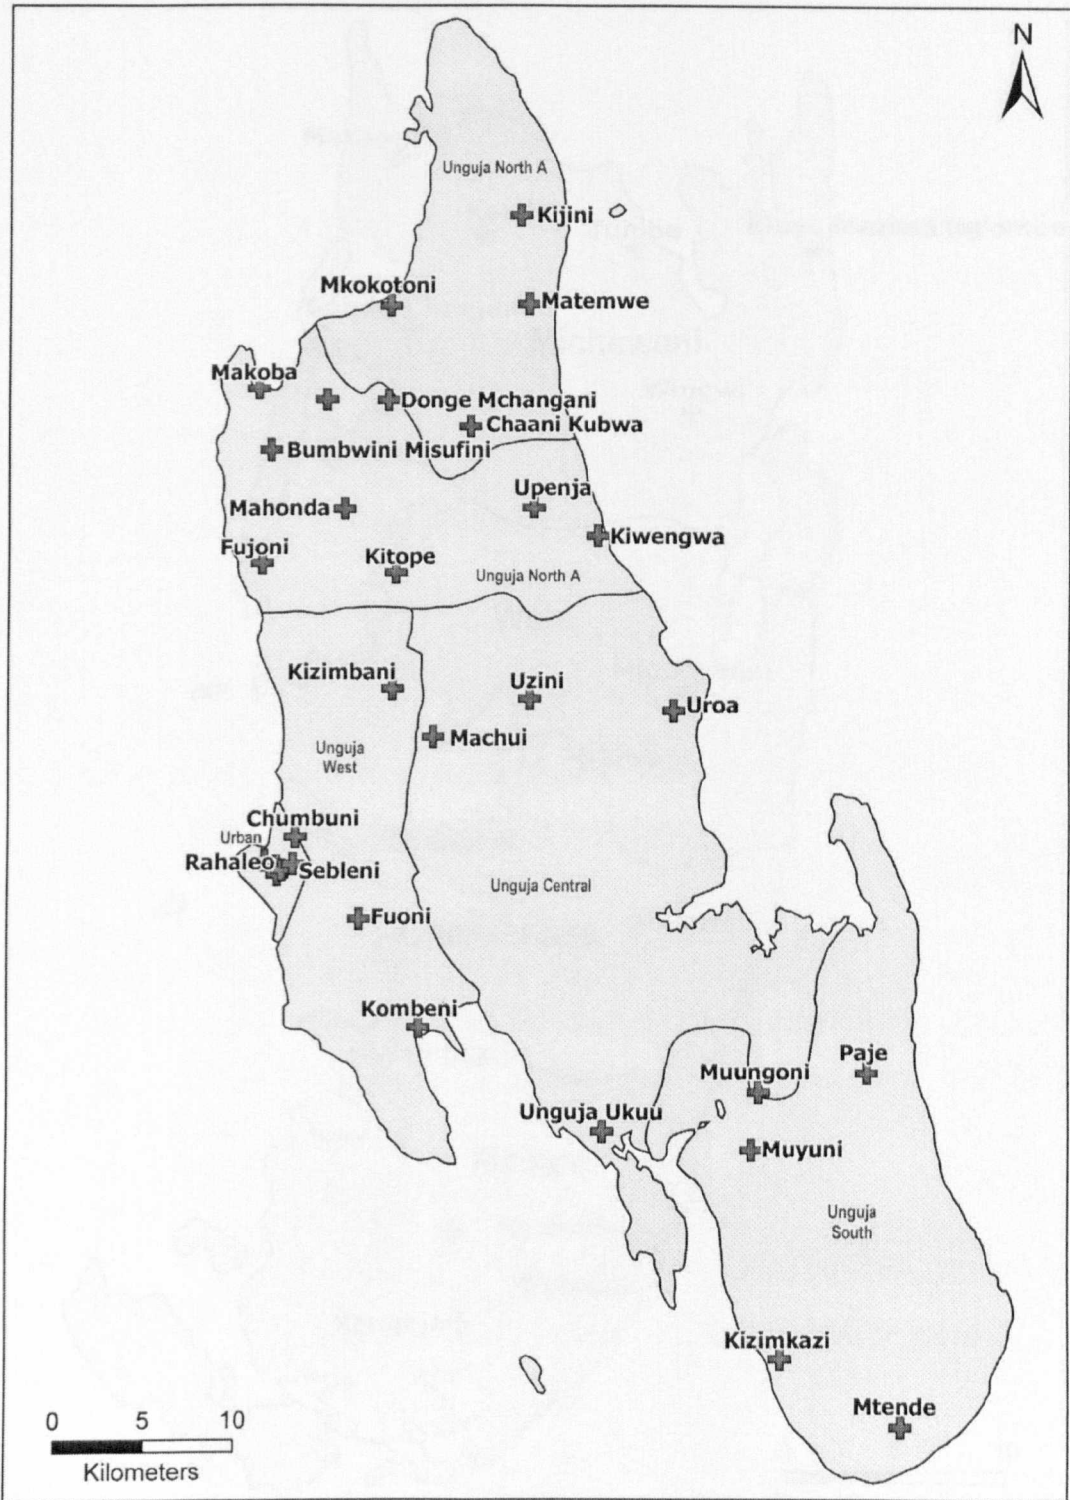 N
Unguja North A
Kijini
Mkokotoni
Matemwe
Makoba
Donge Mchangani
Chaani Kubwa
Bumbwini Misufini
Upenja
Mahonda
Kiwengwa
Fujoni
Kitope
Unguja North A
Kizimbani
Uzini
Uroa
Machui
Unguja
West
Chumbuni
Urban
Rahaleo
Sebleni
Unguja Central
Fuoni
Kombeni
Paje
Muungoni
Unguja Ukuu
Muyuni
Unguja
South
Kizimkazi
Mtende
0 5 10
Kilometers